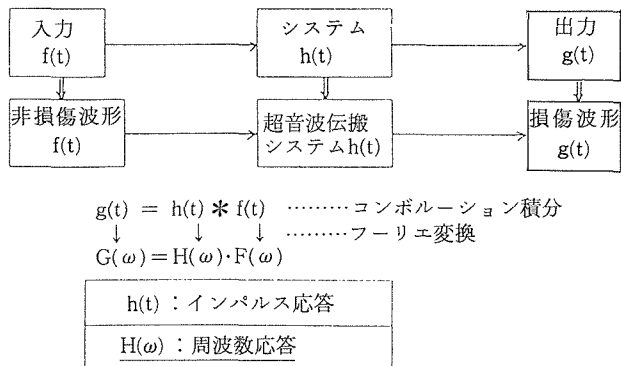 入力
f(t)
システム
h(t)
出力
g(t)
非損傷波形
f(t)
超音波伝搬
システムh(t)
損傷波形
g(t)
g(t) = h(t) * f(t) ………コンボルーション積分
↓ ↓ ↓ ………フーリエ変換
G(ω)=H(ω)·F(ω)
h(t)：インパルス応答
H(ω)：周波数応答